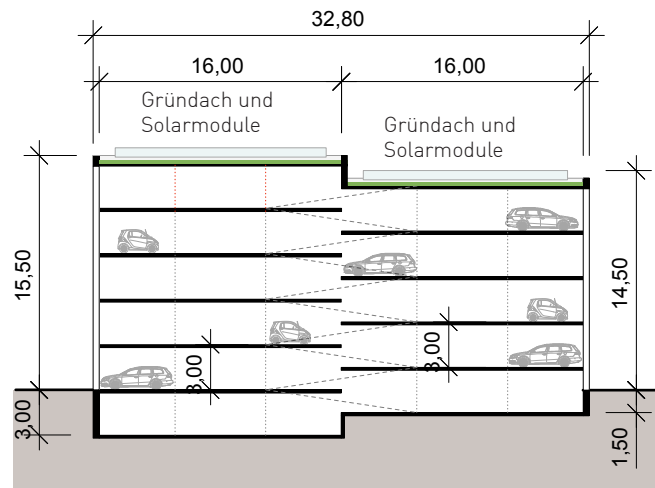 32,80
16,00
16,00
Gründach und
Solarmodule
Gründach und
Solarmodule
15,50
14,50
3,00
3,00
3,00
1,50